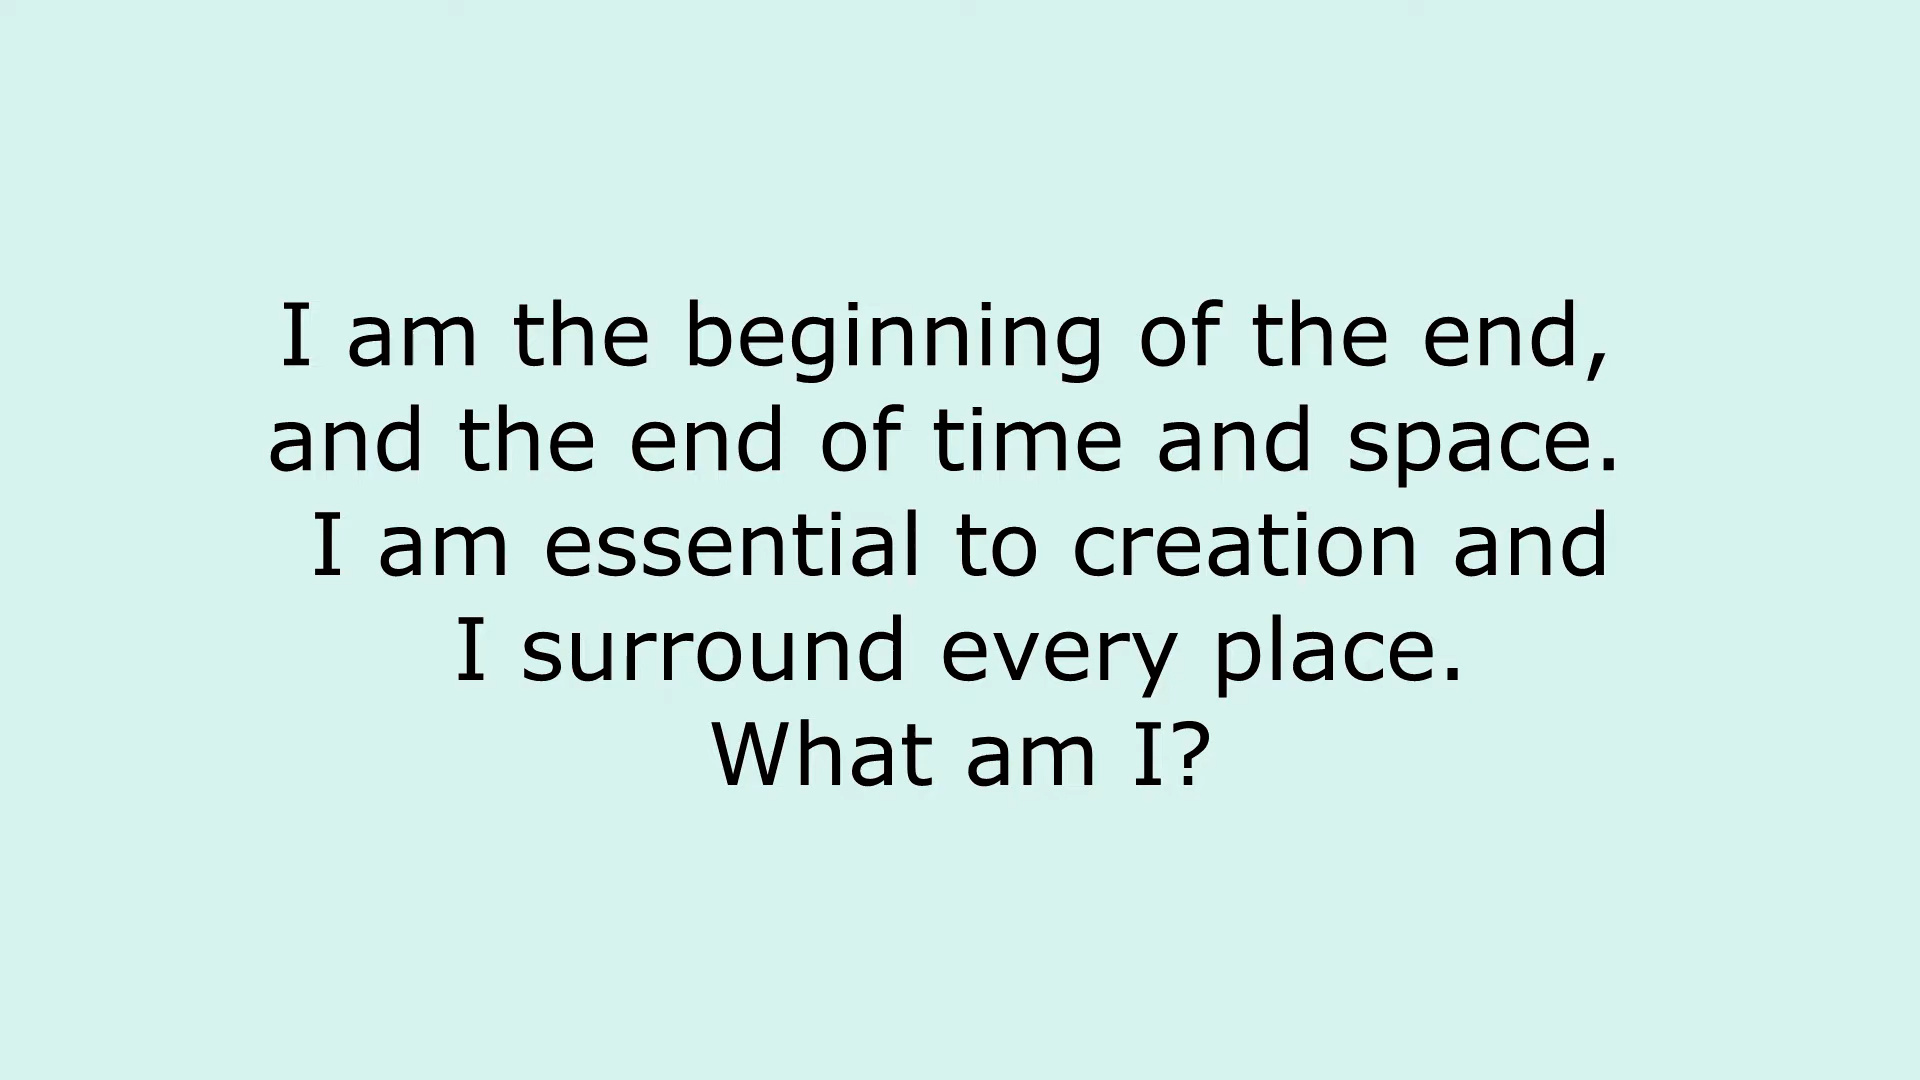 I am the beginning of the end,
and the end of time and space.
I am essential to creation and
I surround every place.
What am I?